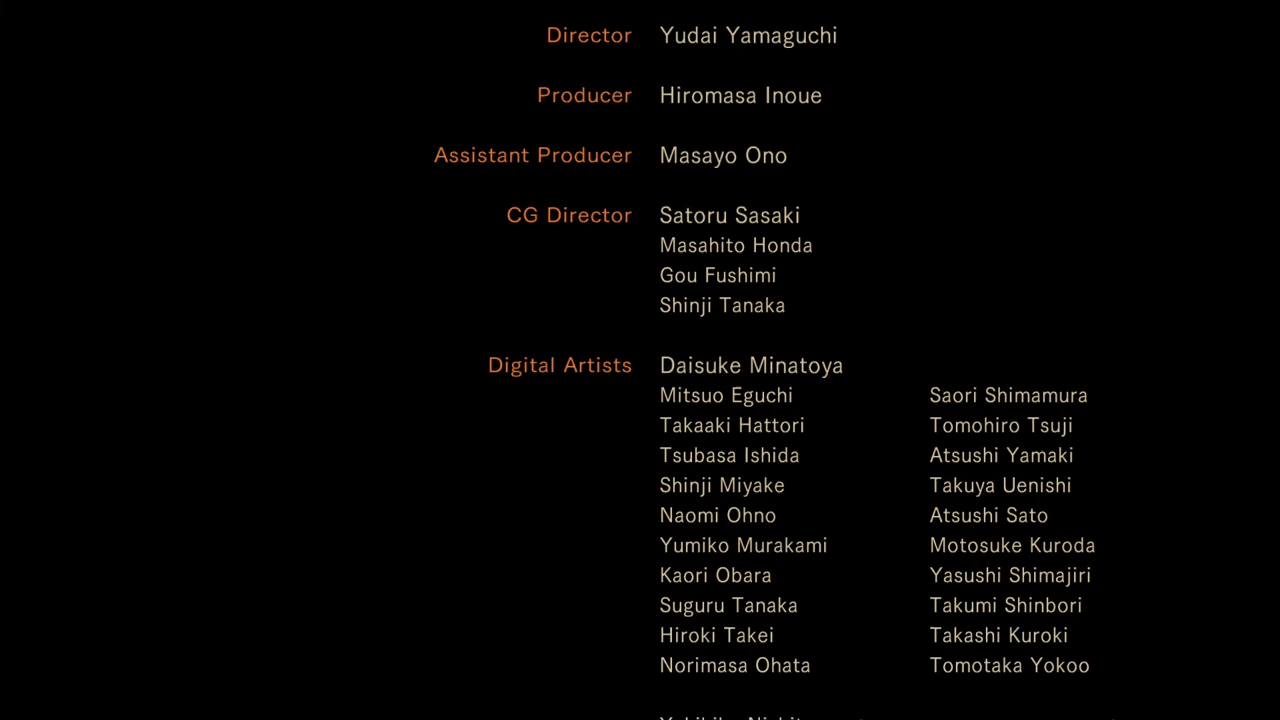 Director Yudai Yamaguchi
Producer Hiromasa Inoue
Assistant Producer Masayo Ono
CG Director Satoru Sasaki
Masahito Honda
Gou Fushimi
Shinji Tanaka
Digital Artists Daisuke Minatoya
Mitsuo Eguchi Saori Shimamura
Takaaki Hattori Tomohiro Tsuji
Tsubasa Ishida Atsushi Yamaki
Shinji Miyake Takuya Uenishi
Naomi Ohno Atsushi Sato
Yumiko Murakami Motosuke Kuroda
Kaori Obara Yasushi Shimajiri
Suguru Tanaka Takumi Shinbori
Hiroki Takei Takashi Kuroki
Norimasa Ohata Tomotaka Yokoo